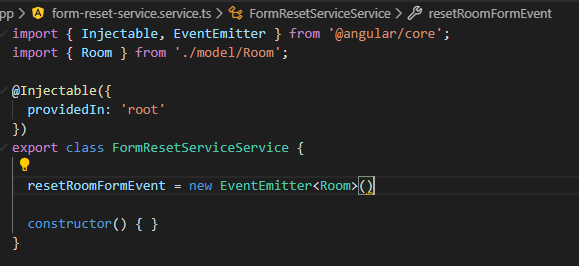 pp > form-reset-service.service.ts > FormResetServiceService > resetRoomFormEvent
import { Injectable, EventEmitter } from '@angular/core';
import { Room } from './model/Room';
@Injectable({
providedIn: 'root'
})
export class FormResetServiceService {
resetRoomFormEvent = new EventEmitter<Room>()
constructor() { }
}